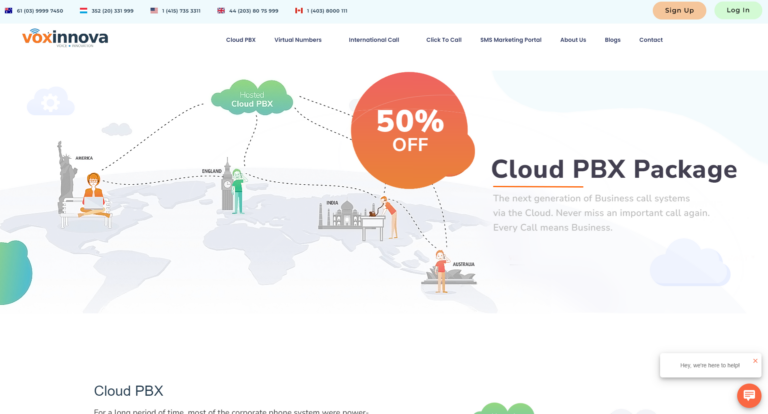 61 (03) 9999 7450
352 (20) 331 999
1 (415) 735 3311
44 (203) 80 75 999
1 (403) 8000 111
Sign Up
Log In
voxinnova
Cloud PBX
Virtual Numbers
International Call
Click To Call
SMS Marketing Portal
About Us
Blogs
Contact
Hosted
Cloud PBX
50%
OFF
AMERIKA
ENGLAND
INDIA
AUSTRALIA
Cloud PBX Package
The next generation of Business call systems
via the Cloud. Never miss an important call again.
Every Call means Business.
Hey, we're here to help!
Cloud PBX
For a long period of time, most of the corporate phone system were power-